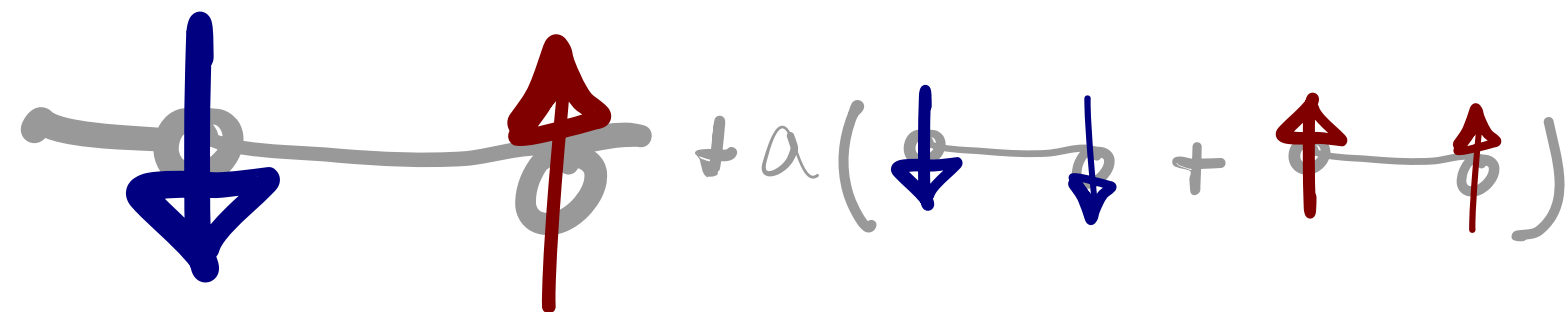 + a ( + )